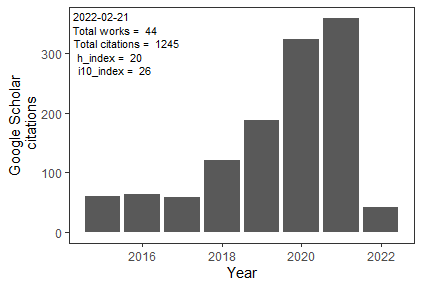 2022-02-21
Total works = 44
Total citations = 1245
h_index = 20
i10_index = 26
Google Scholar
citations
300
200
100
0
2016
2018
2020
2022
Year